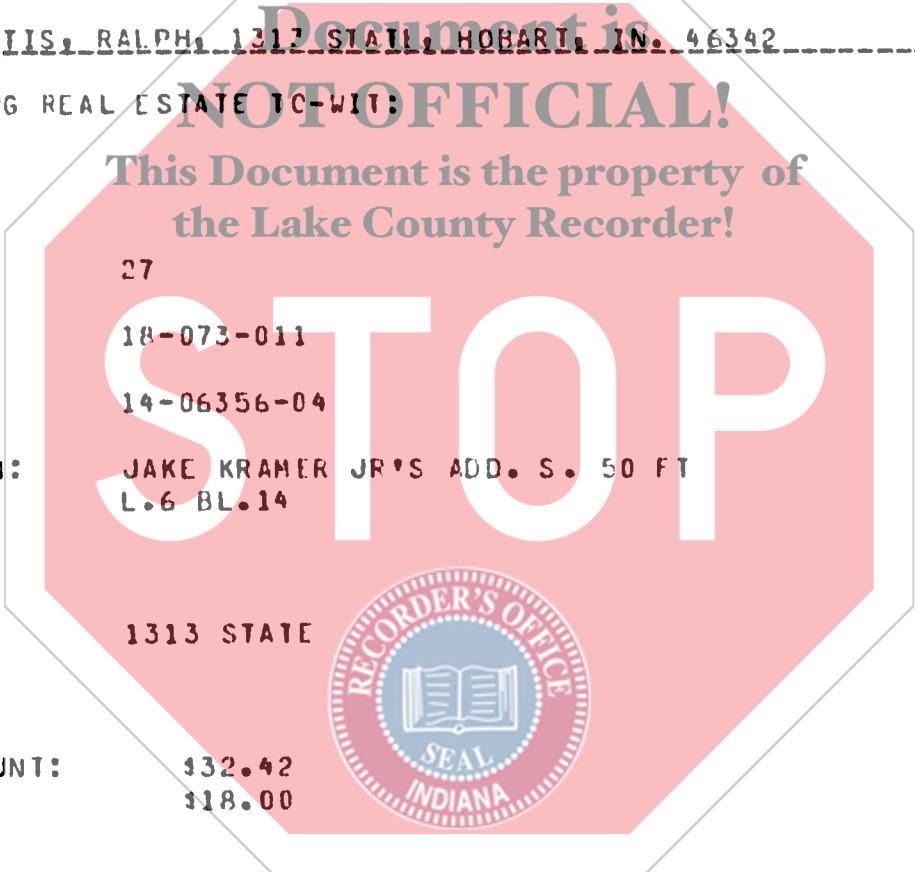 Document is
IIS, RALPH, 1313 STATE, HOBART, IN. 46342
NOT OFFICIAL!
G REAL ESTATE TO-WIT:
This Document is the property of
the Lake County Recorder!
27
18-073-011
14-06356-04
JAKE KRAMER JR'S ADD. S. 50 FT
L.6 BL.14
STOP
1313 STATE
RECORDER'S OFFICE
SEAL
INDIANA
UNT: $32.42
$18.00